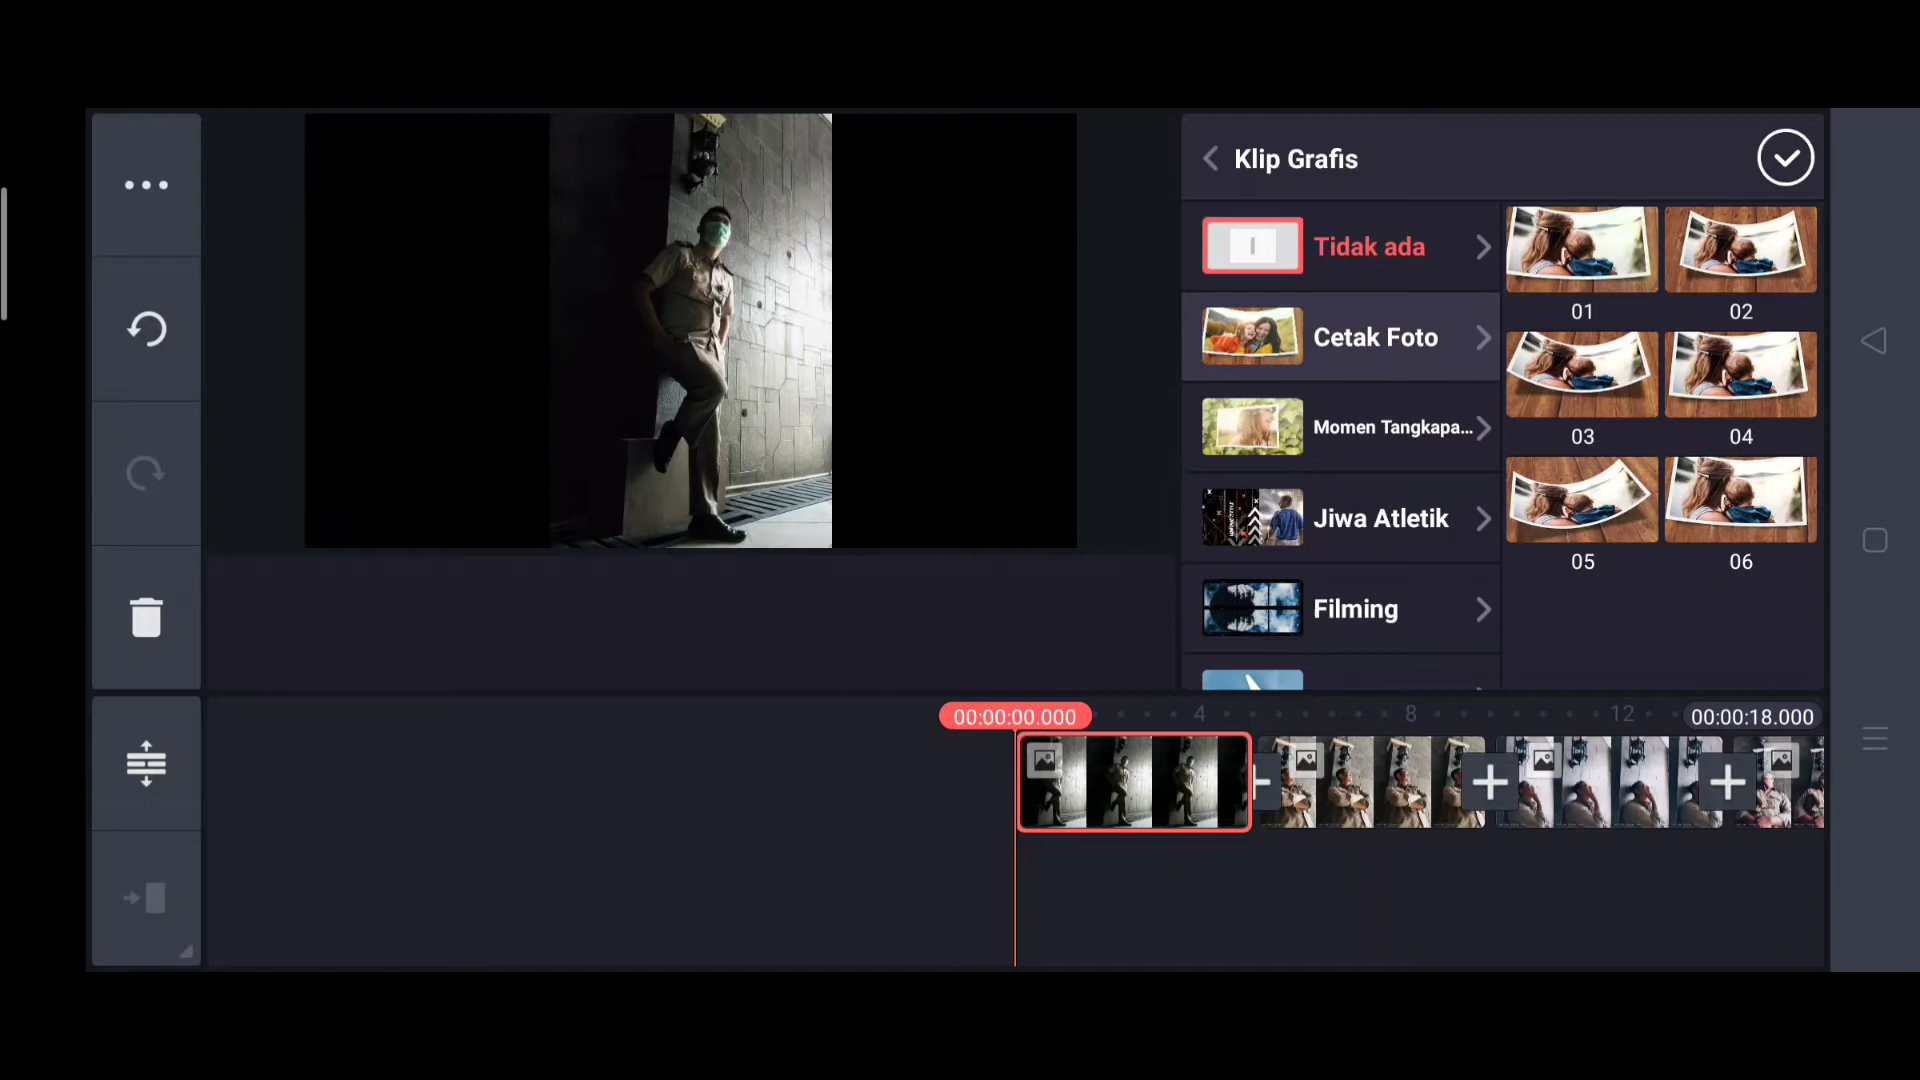 Klip Grafis
Tidak ada
Cetak Foto
Momen Tangkapa...
Jiwa Atletik
Filming
01
02
03
04
05
06
00:00:00.000
4
8
12
00:00:18.000